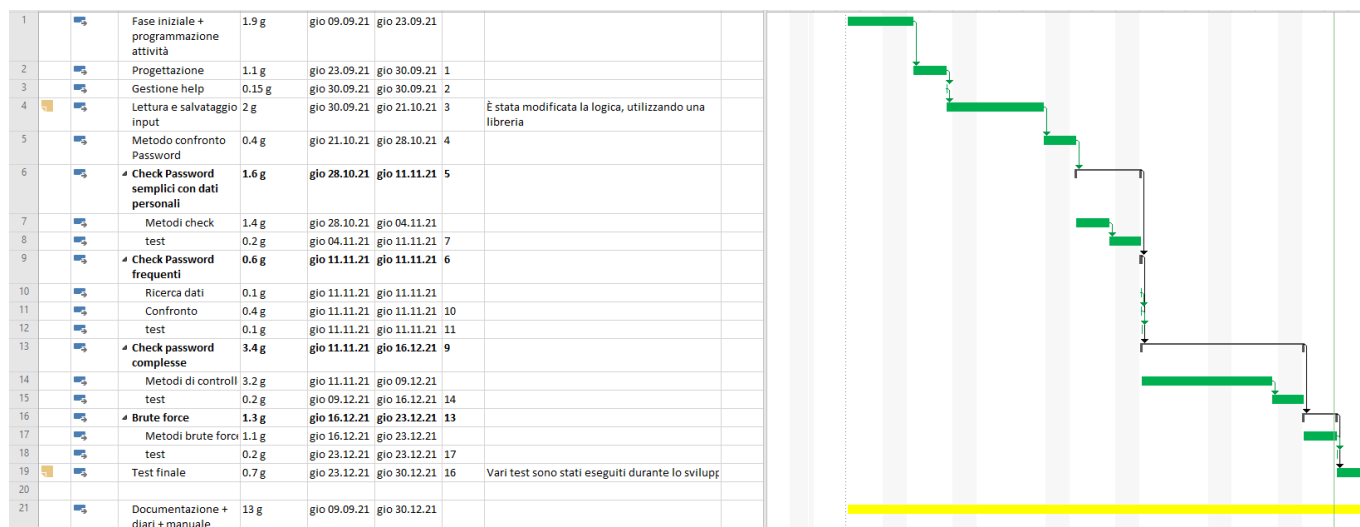 1 Fase iniziale + 1.9 g gio 09.09.21 gio 23.09.21
programmazione
attività
2 Progettazione 1.1 g gio 23.09.21 gio 30.09.21 1
3 Gestione help 0.15 g gio 30.09.21 gio 30.09.21 2
4 Lettura e salvataggio 2 g gio 30.09.21 gio 21.10.21 3 È stata modificata la logica, utilizzando una
input libreria
5 Metodo confronto 0.4 g gio 21.10.21 gio 28.10.21 4
Password
6 Check Password 1.6 g gio 28.10.21 gio 11.11.21 5
semplici con dati
personali
7 Metodi check 1.4 g gio 28.10.21 gio 04.11.21
8 test 0.2 g gio 04.11.21 gio 11.11.21 7
9 Check Password 0.6 g gio 11.11.21 gio 11.11.21 6
frequenti
10 Ricerca dati 0.1 g gio 11.11.21 gio 11.11.21
11 Confronto 0.4 g gio 11.11.21 gio 11.11.21 10
12 test 0.1 g gio 11.11.21 gio 11.11.21 11
13 Check password 3.4 g gio 11.11.21 gio 16.12.21 9
complesse
14 Metodi di controll 3.2 g gio 11.11.21 gio 09.12.21
15 test 0.2 g gio 09.12.21 gio 16.12.21 14
16 Brute force 1.3 g gio 16.12.21 gio 23.12.21 13
17 Metodi brute force 1.1 g gio 16.12.21 gio 23.12.21
18 test 0.2 g gio 23.12.21 gio 23.12.21 17
19 Test finale 0.7 g gio 23.12.21 gio 30.12.21 16 Vari test sono stati eseguiti durante lo svilupp
20
21 Documentazione + 13 g gio 09.09.21 gio 30.12.21
diari + manuale